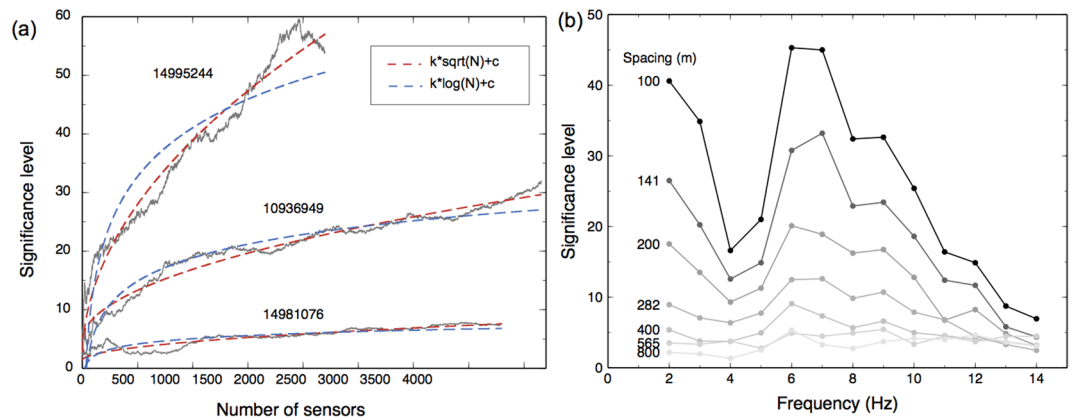 (a)
60
50
40
30
20
10
0
Significance level
14995244
10936949
14981076
k*sqrt(N)+c
k*log(N)+c
0 500 1000 1500 2000 2500 3000 3500 4000
Number of sensors
(b)
50
40
30
20
10
0
Significance level
Spacing (m)
100
141
200
282
400
565
800
0 2 4 6 8 10 12 14
Frequency (Hz)